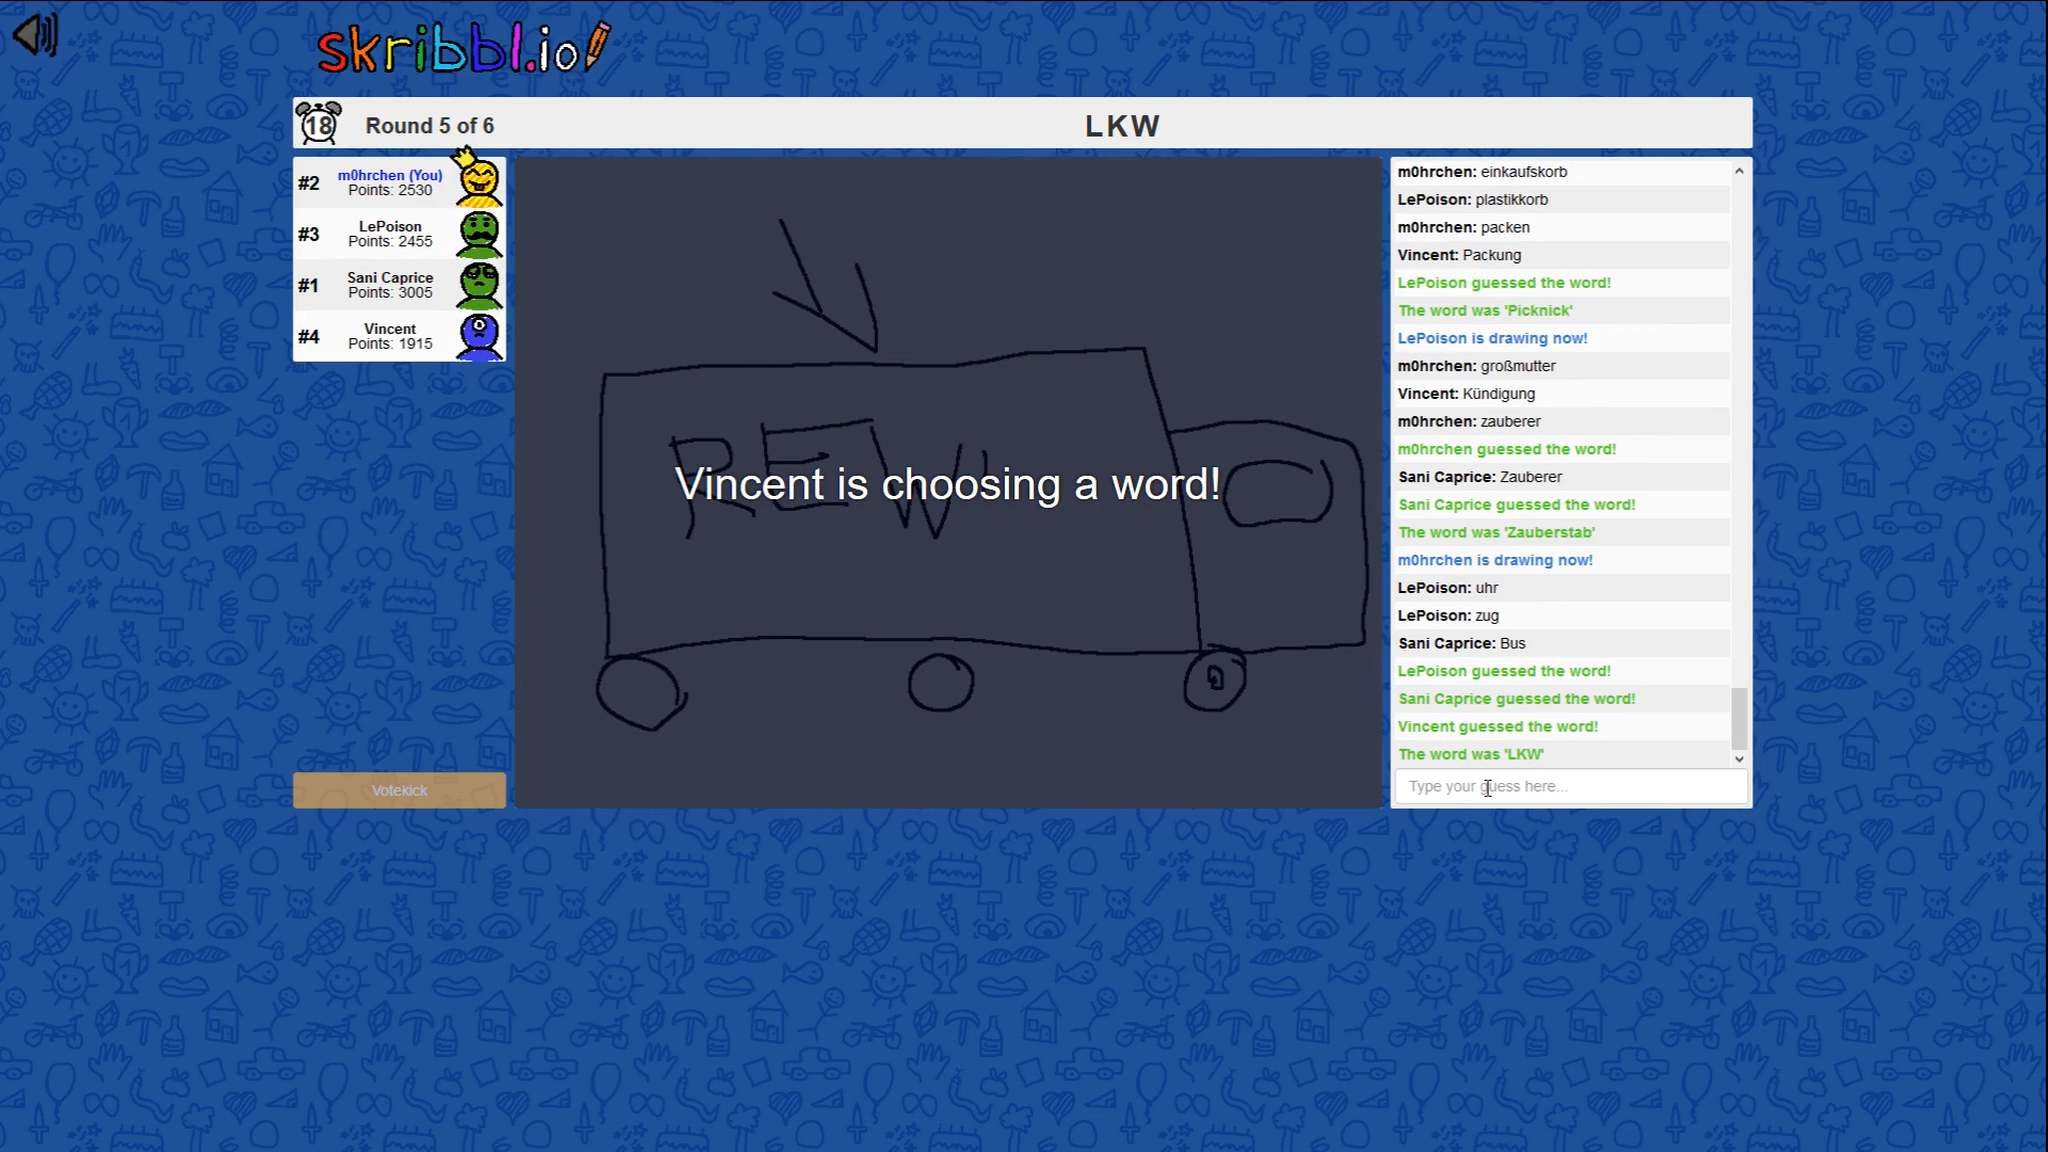 skribbl.io
18
Round 5 of 6
LKW
#2
m0hrchen (You)
Points: 2530
#3
LePoison
Points: 2455
#1
Sani Caprice
Points: 3005
#4
Vincent
Points: 1915
Votekick
REW
Vincent is choosing a word!
m0hrchen: einkaufskorb
LePoison: plastikkorb
m0hrchen: packen
Vincent: Packung
LePoison guessed the word!
The word was 'Picknick'
LePoison is drawing now!
m0hrchen: großmutter
Vincent: Kündigung
m0hrchen: zauberer
m0hrchen guessed the word!
Sani Caprice: Zauberer
Sani Caprice guessed the word!
The word was 'Zauberstab'
m0hrchen is drawing now!
LePoison: uhr
LePoison: zug
Sani Caprice: Bus
LePoison guessed the word!
Sani Caprice guessed the word!
Vincent guessed the word!
The word was 'LKW'
Type your guess here...